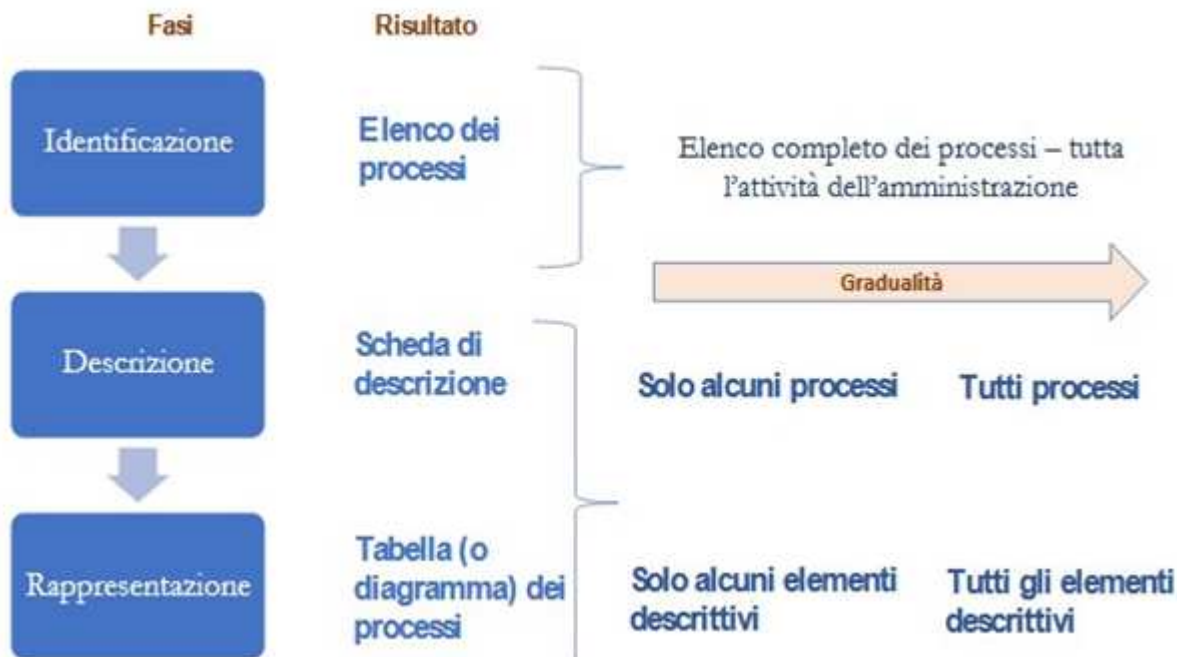 Fasi
Risultato
Identificazione
Elenco dei
processi
Elenco completo dei processi – tutta
l'attività dell'amministrazione
Gradualità
Descrizione
Scheda di
descrizione
Solo alcuni processi
Tutti processi
Rappresentazione
Tabella (o
diagramma) dei
processi
Solo alcuni elementi
descrittivi
Tutti gli elementi
descrittivi